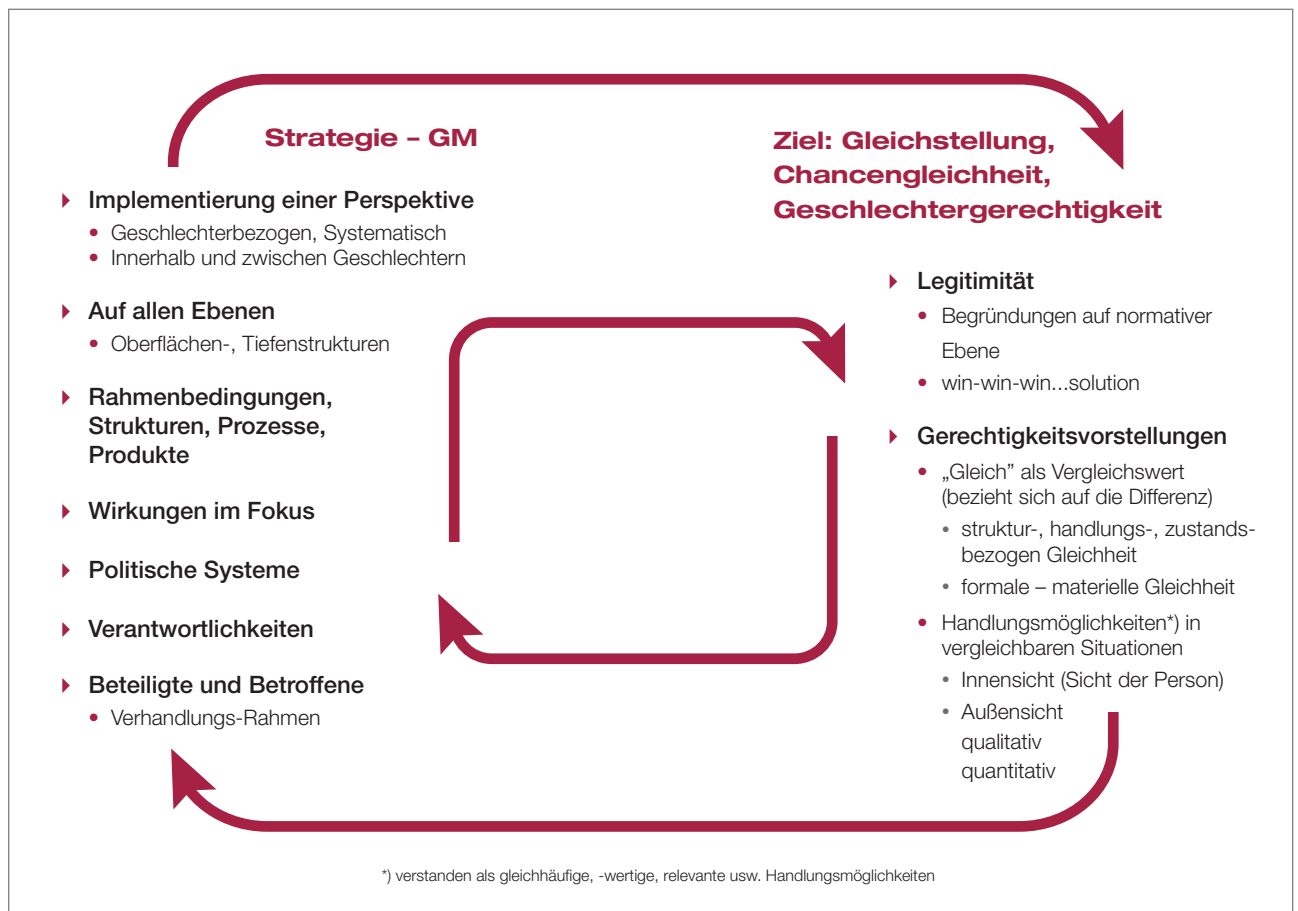 Strategie – GM
▸ Implementierung einer Perspektive
• Geschlechterbezogen, Systematisch
• Innerhalb und zwischen Geschlechtern
▸ Auf allen Ebenen
• Oberflächen-, Tiefenstrukturen
▸ Rahmenbedingungen,
Strukturen, Prozesse,
Produkte
▸ Wirkungen im Fokus
▸ Politische Systeme
▸ Verantwortlichkeiten
▸ Beteiligte und Betroffene
• Verhandlungs-Rahmen
Ziel: Gleichstellung,
Chancengleichheit,
Geschlechtergerechtigkeit
▸ Legitimität
• Begründungen auf normativer
Ebene
• win-win-win...solution
▸ Gerechtigkeitsvorstellungen
• „Gleich” als Vergleichswert
(bezieht sich auf die Differenz)
• struktur-, handlungs-, zustands-
bezogen Gleichheit
• formale – materielle Gleichheit
• Handlungsmöglichkeiten*) in
vergleichbaren Situationen
• Innensicht (Sicht der Person)
• Außensicht
qualitativ
quantitativ
*) verstanden als gleichhäufige, -wertige, relevante usw. Handlungsmöglichkeiten